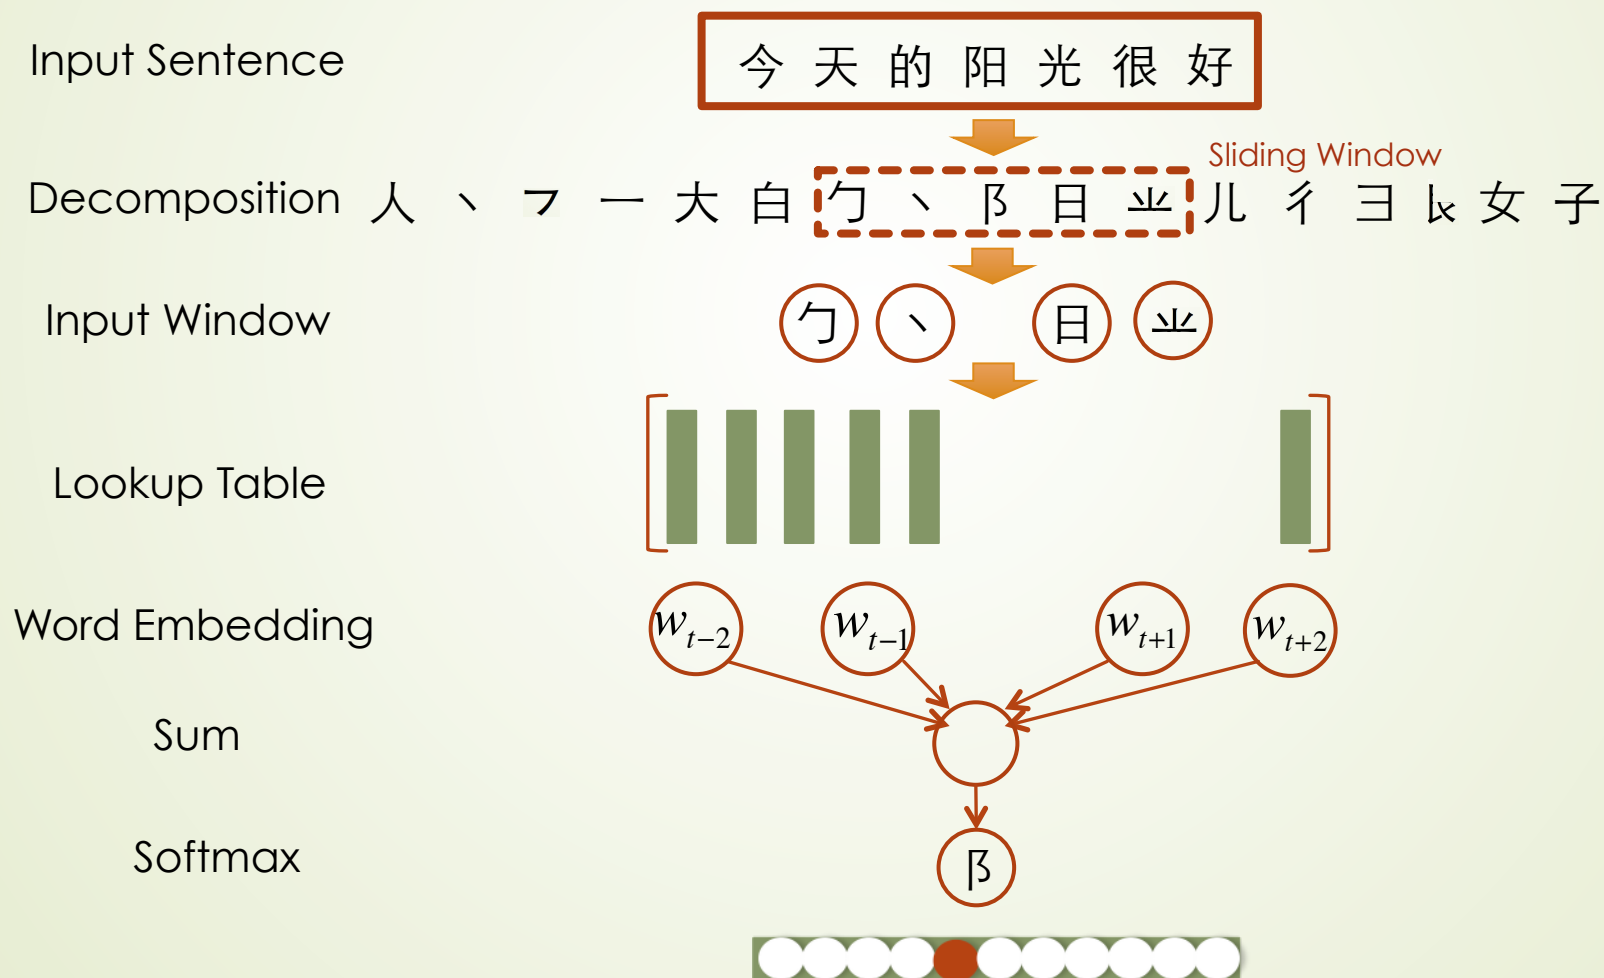 Input Sentence 今 天 的 阳 光 很 好
Sliding Window
Decomposition 人 丶 ㇇ 一 大 白 勹 丶 阝 日 ⺌ 儿 彳 彐 女 子
Input Window 勹 丶 日 ⺌
Lookup Table
Word Embedding w_{t-2} w_{t-1} w_{t+1} w_{t+2}
Sum
Softmax 阝